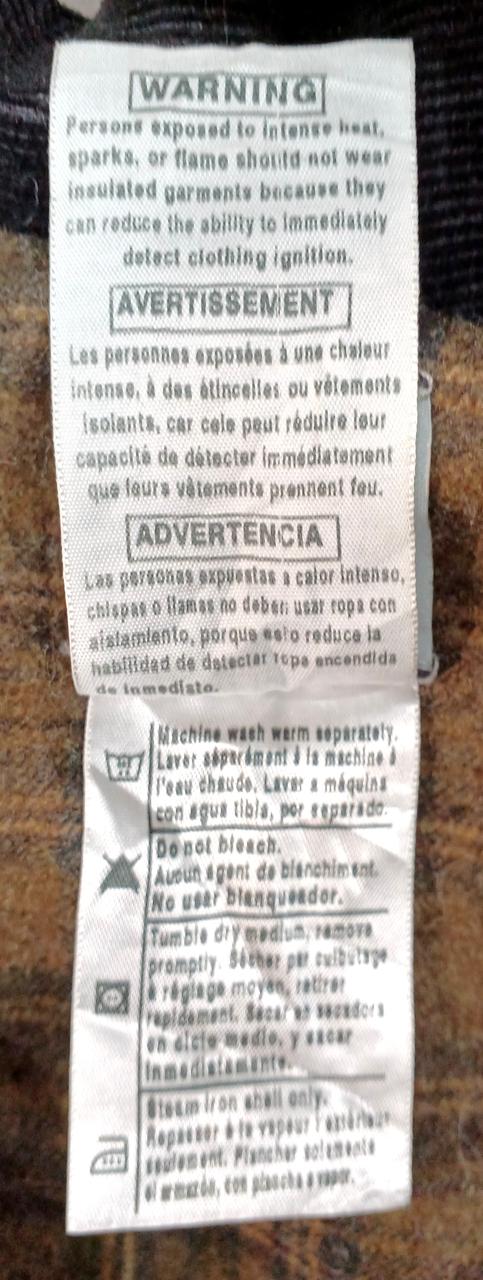 WARNING
Persons exposed to intense heat,
sparks, or flame should not wear
insulated garments because they
can reduce the ability to immediately
detect clothing ignition.
AVERTISSEMENT
Les personnes exposées à une chaleur
intense, à des étincelles ou vêtements
isolants, car cele peut réduire leur
capacité de détecter immédiatement
que leurs vêtements prennent feu.
ADVERTENCIA
Las personas expuestas a calor intenso,
chispas o llamas no deben usar ropa con
aislamiento, porque esto reduce la
habilidad de detectar ropa encendida
de inmediato.
Machine wash warm separately.
Laver séparément à la machine à
l'eau chaude. Lavar a máquina
con agua tibia, por separado.
Do not bleach.
Aucun agent de blanchiment.
No usar blanqueador.
Tumble dry medium, remove
promptly. Sécher par culbutage
à réglage moyen, retirer
rapidement. Secar en secadora
en ciclo medio, y sacar
inmediatamente.
Steam iron shell only.
Repasser à la vapeur l'extérieur
seulement. Planchar solamente
el armazón, con plancha a vapor.